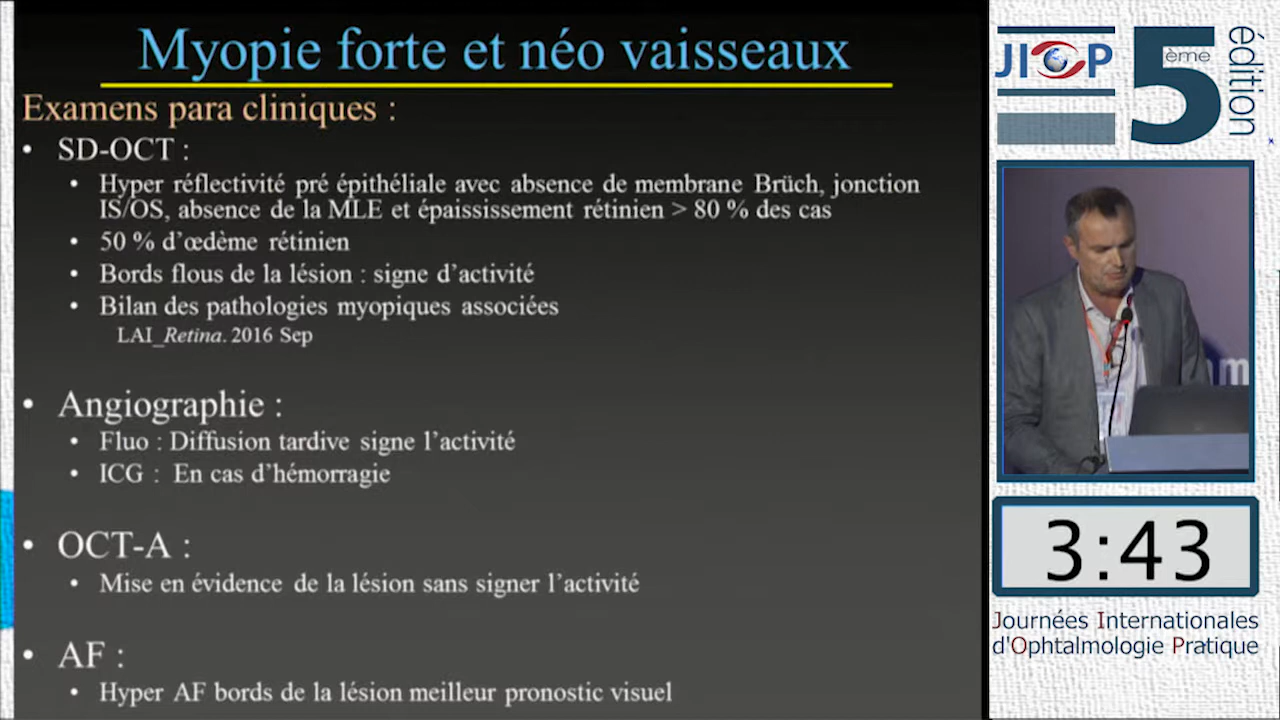 Myopie forte et néo vaisseaux
Examens para cliniques :
• SD-OCT :
• Hyper réflectivité pré épithéliale avec absence de membrane Brüch, jonction
IS/OS, absence de la MLE et épaississement rétinien > 80 % des cas
• 50 % d’œdème rétinien
• Bords flous de la lésion : signe d’activité
• Bilan des pathologies myopiques associées
LAI_Retina. 2016 Sep
• Angiographie :
• Fluo : Diffusion tardive signe l’activité
• ICG : En cas d’hémorragie
• OCT-A :
• Mise en évidence de la lésion sans signer l’activité
• AF :
• Hyper AF bords de la lésion meilleur pronostic visuel
JIOP
5ème
édition
3:43
Journées Internationales
d'Ophtalmologie Pratique